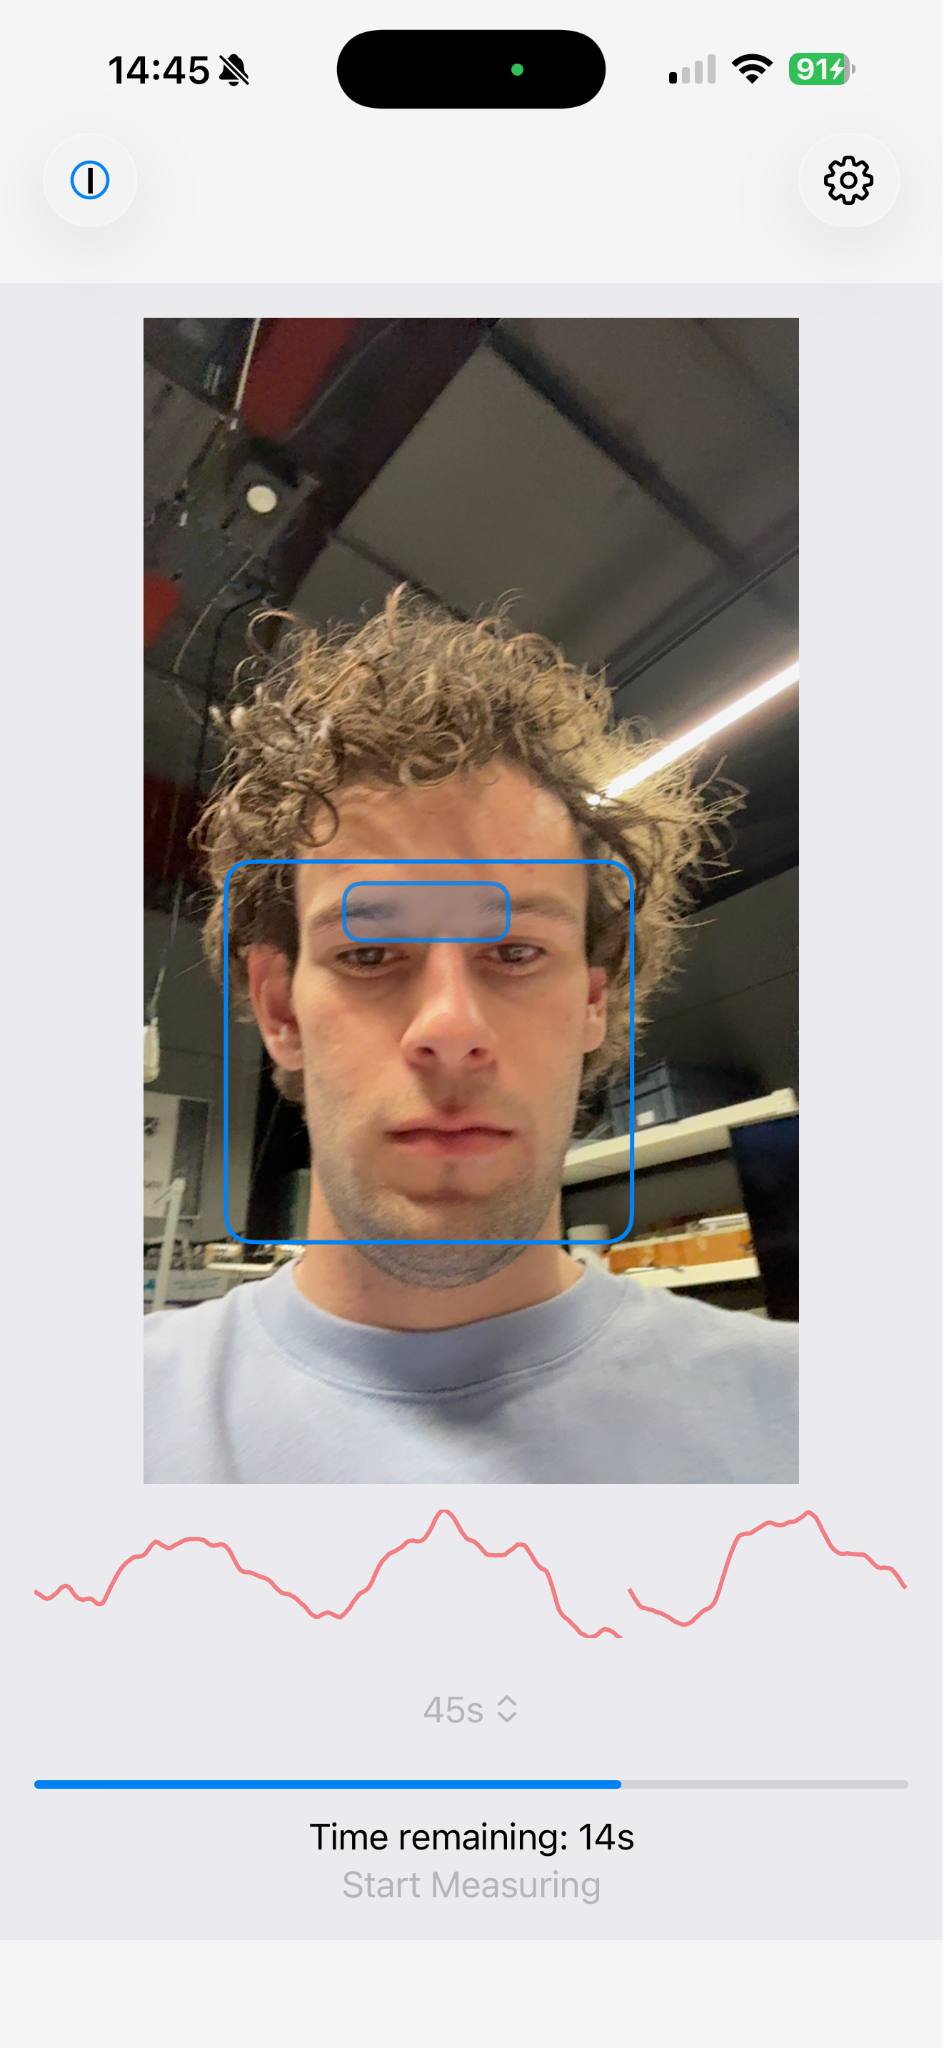 14:45
91
45s
Time remaining: 14s
Start Measuring